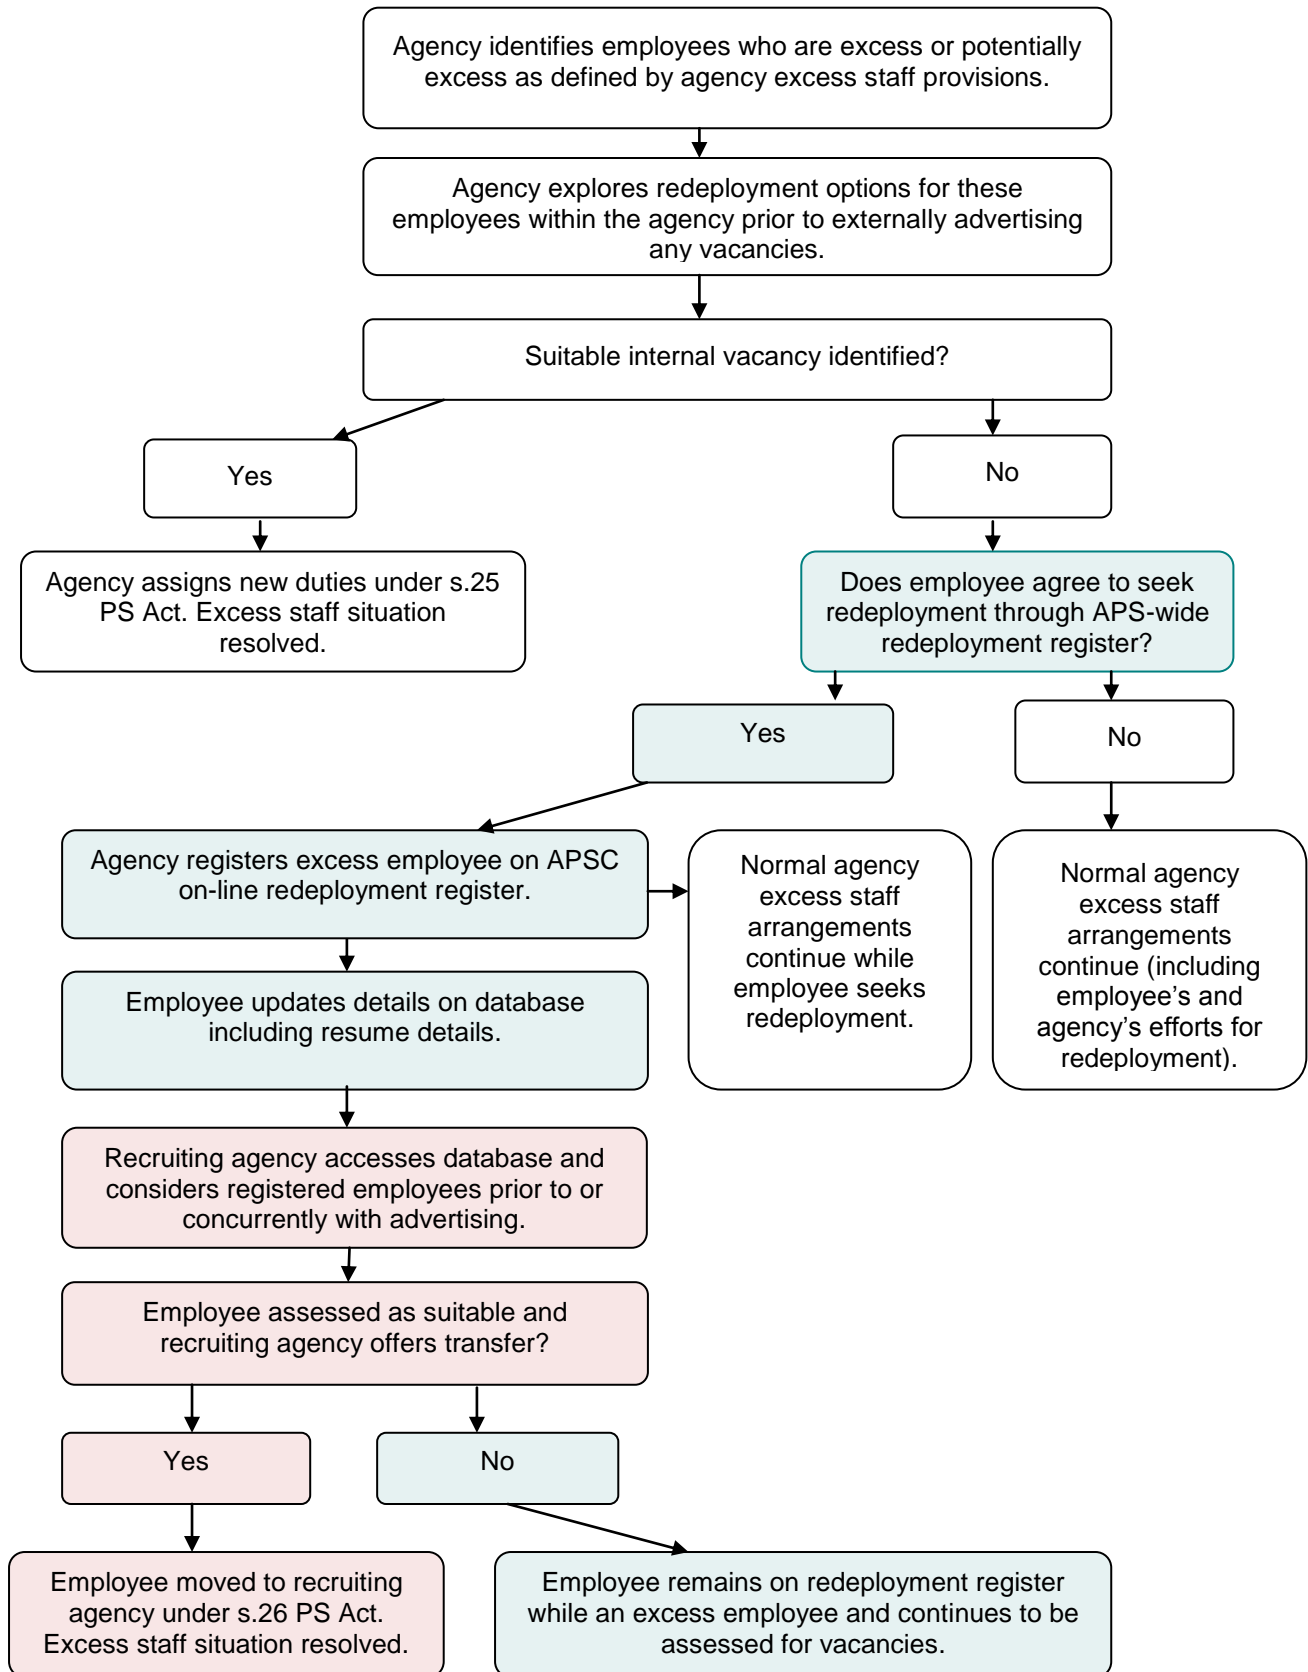 Agency identifies employees who are excess or potentially
excess as defined by agency excess staff provisions.
Agency explores redeployment options for these
employees within the agency prior to externally advertising
any vacancies.
Suitable internal vacancy identified?
Yes
No
Agency assigns new duties under s.25
PS Act. Excess staff situation
resolved.
Does employee agree to seek
redeployment through APS-wide
redeployment register?
Yes
No
Agency registers excess employee on APSC
on-line redeployment register.
Normal agency
excess staff
arrangements
continue while
employee seeks
redeployment.
Normal agency
excess staff
arrangements
continue (including
employee’s and
agency’s efforts for
redeployment).
Employee updates details on database
including resume details.
Recruiting agency accesses database and
considers registered employees prior to or
concurrently with advertising.
Employee assessed as suitable and
recruiting agency offers transfer?
Yes
No
Employee moved to recruiting
agency under s.26 PS Act.
Excess staff situation resolved.
Employee remains on redeployment register
while an excess employee and continues to be
assessed for vacancies.